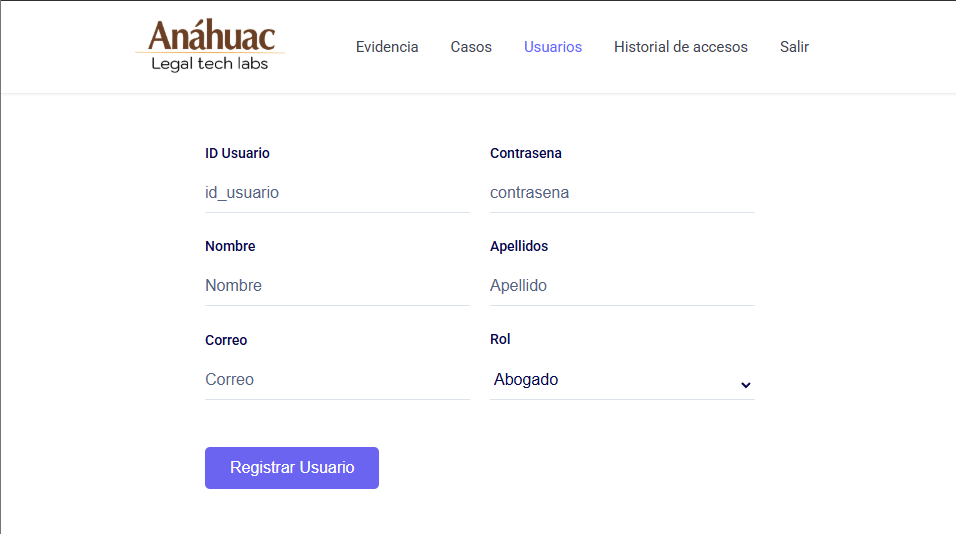 Anáhuac
Legal tech labs
Evidencia Casos Usuarios Historial de accesos Salir
ID Usuario Contrasena
id_usuario contrasena
Nombre Apellidos
Nombre Apellido
Correo Rol
Correo Abogado
Registrar Usuario